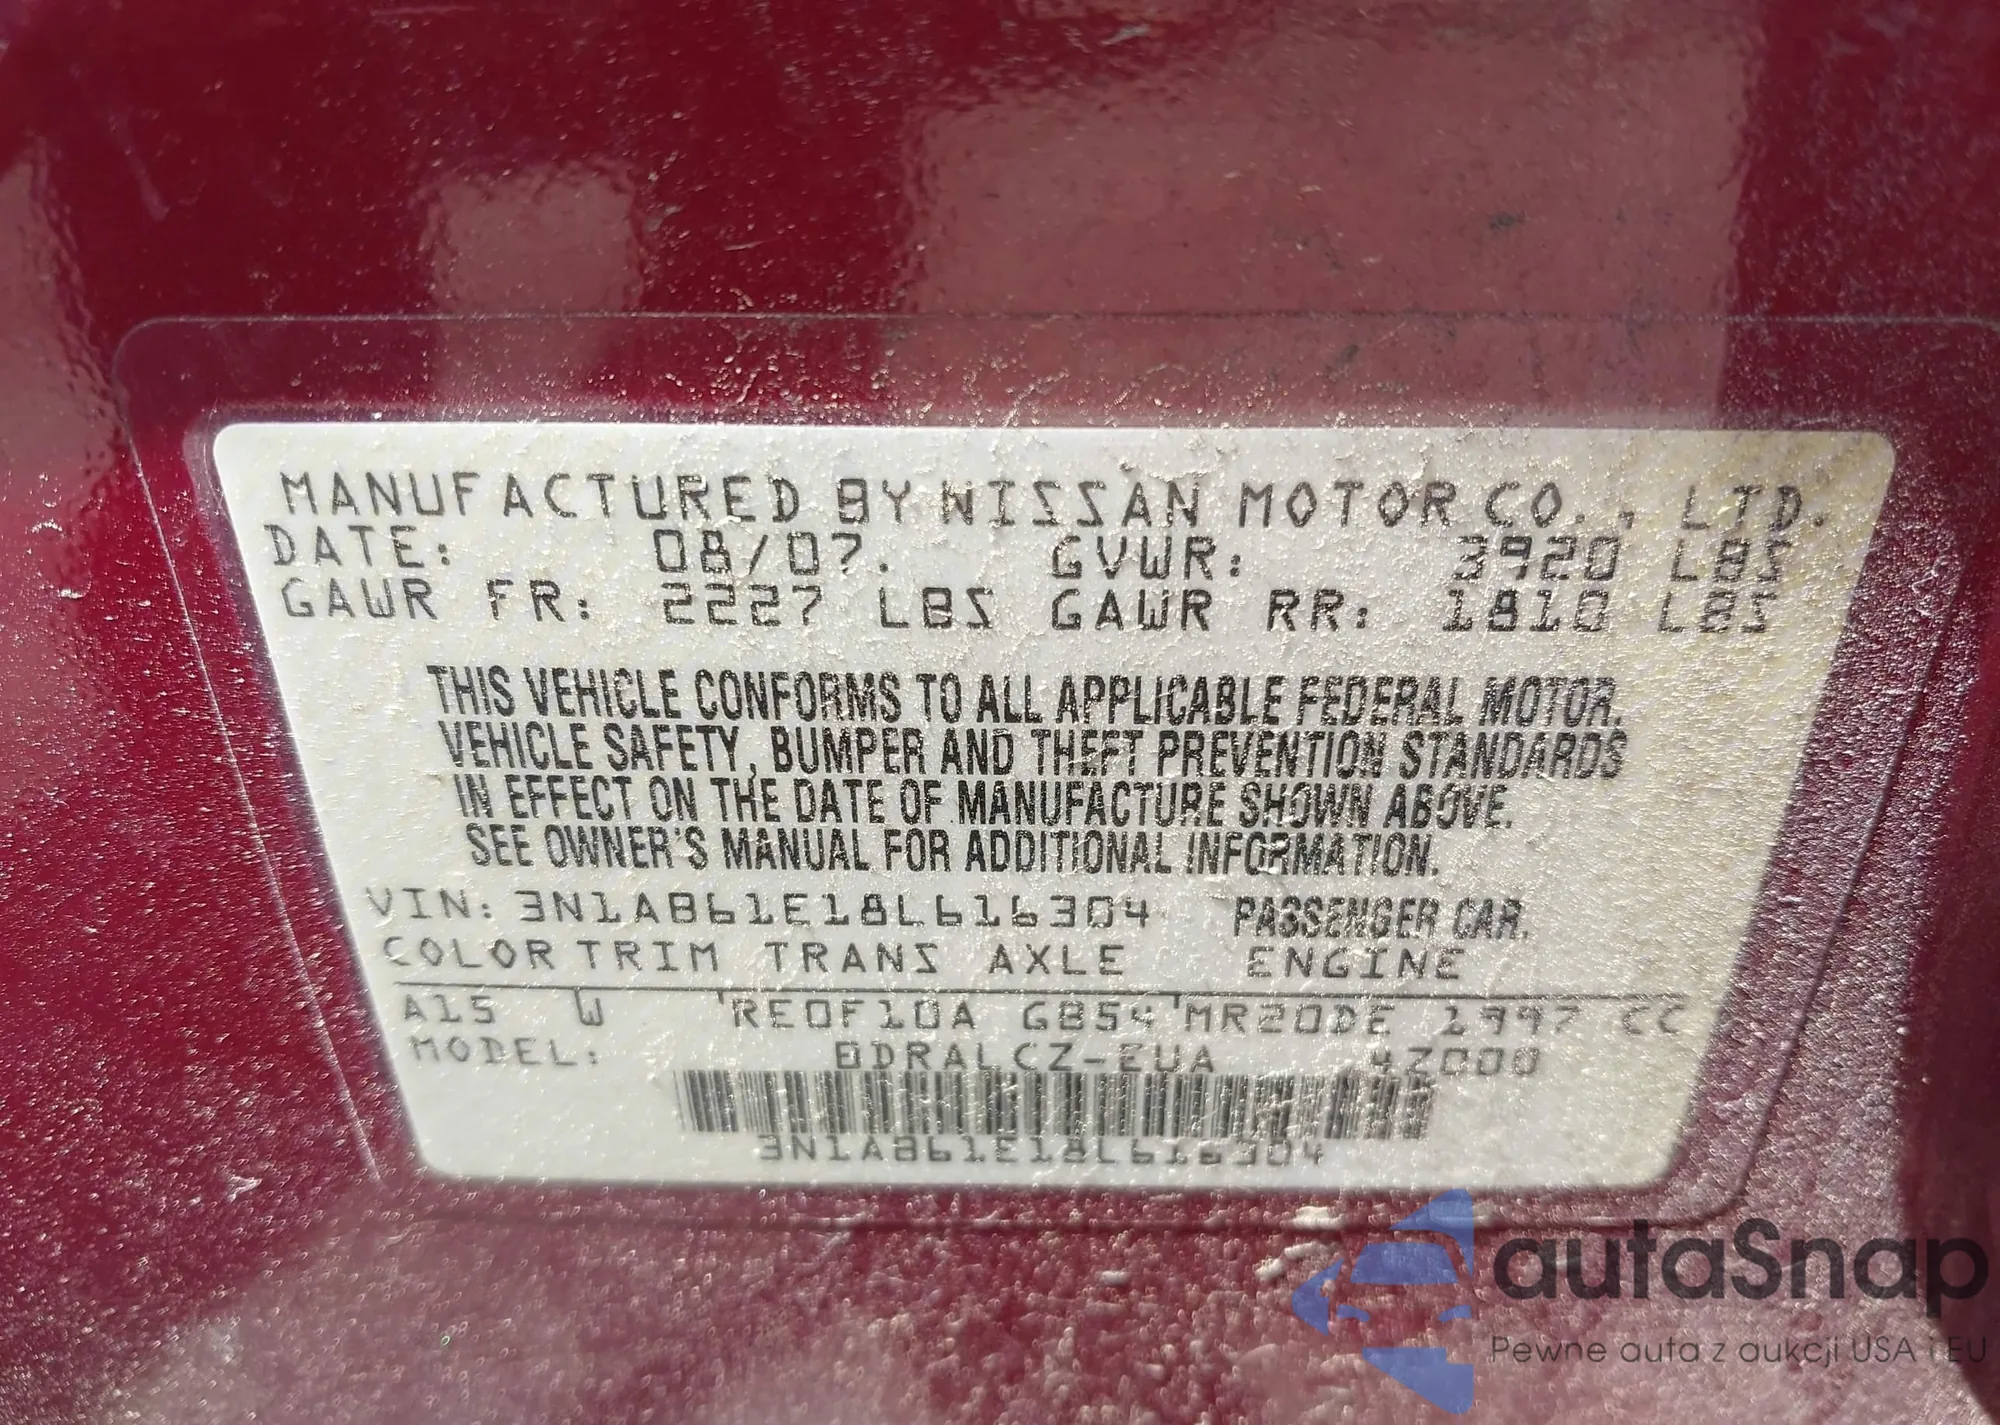 MANUFACTURED BY NISSAN MOTOR CO., LTD.
DATE: 08/07. GVWR: 3920 LBS
GAWR FR: 2227 LBS GAWR RR: 1810 LBS
THIS VEHICLE CONFORMS TO ALL APPLICABLE FEDERAL MOTOR.
VEHICLE SAFETY, BUMPER AND THEFT PREVENTION STANDARDS
IN EFFECT ON THE DATE OF MANUFACTURE SHOWN ABOVE.
SEE OWNER'S MANUAL FOR ADDITIONAL INFORMATION.
VIN: 3N1AB61E18L616304 PASSENGER CAR.
COLOR TRIM TRANS AXLE ENGINE
A15 W RE0F10A GB54 MR20DE 1997 CC
MODEL: BDRALCZ-EUA 4Z000
3N1AB61E18L616304
autaSnap
Pewne auta z aukcji USA i EU